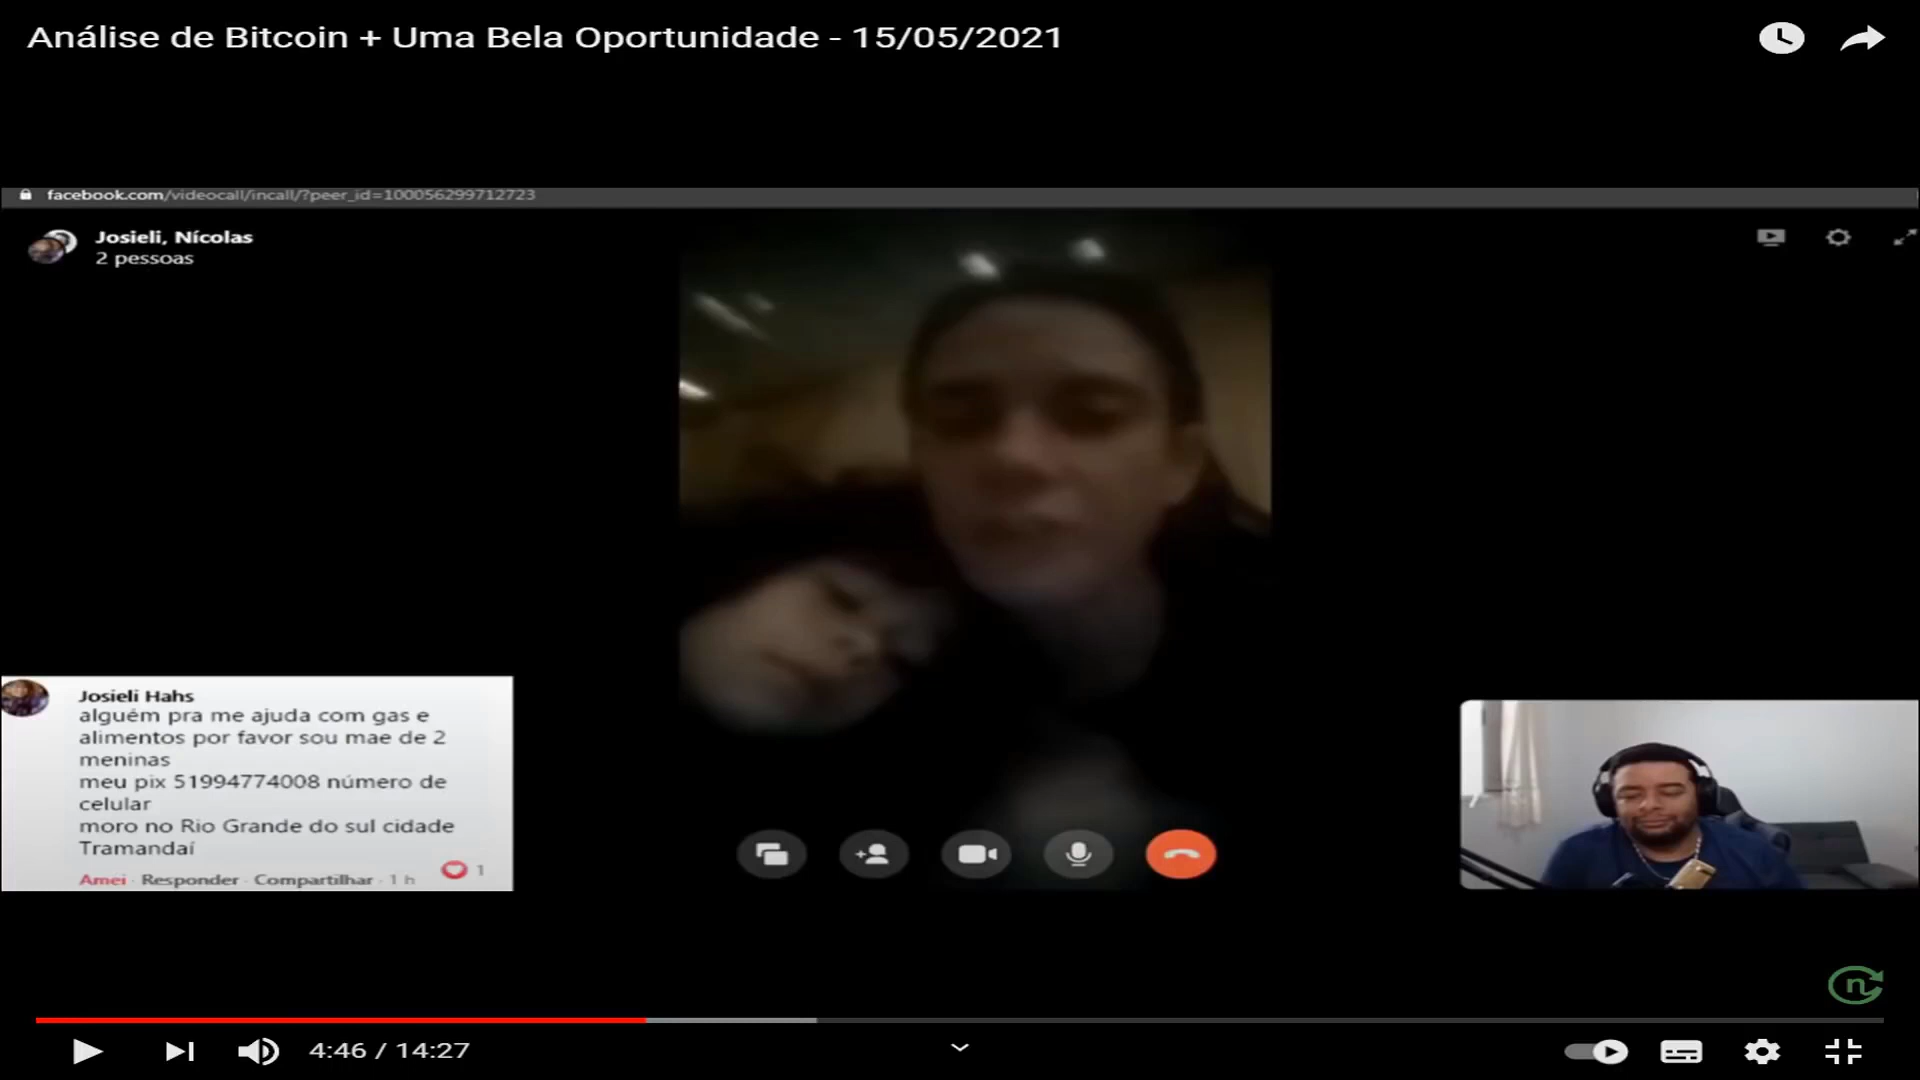 Análise de Bitcoin + Uma Bela Oportunidade - 15/05/2021
facebook.com/videocall/incall/?peer_id=100056299712723
Josieli, Nícolas
2 pessoas
Josieli Hahs
alguém pra me ajuda com gas e
alimentos por favor sou mae de 2
meninas
meu pix 51994774008 número de
celular
moro no Rio Grande do sul cidade
Tramandaí
Amei · Responder · Compartilhar · 1 h
1
n
4:46 / 14:27